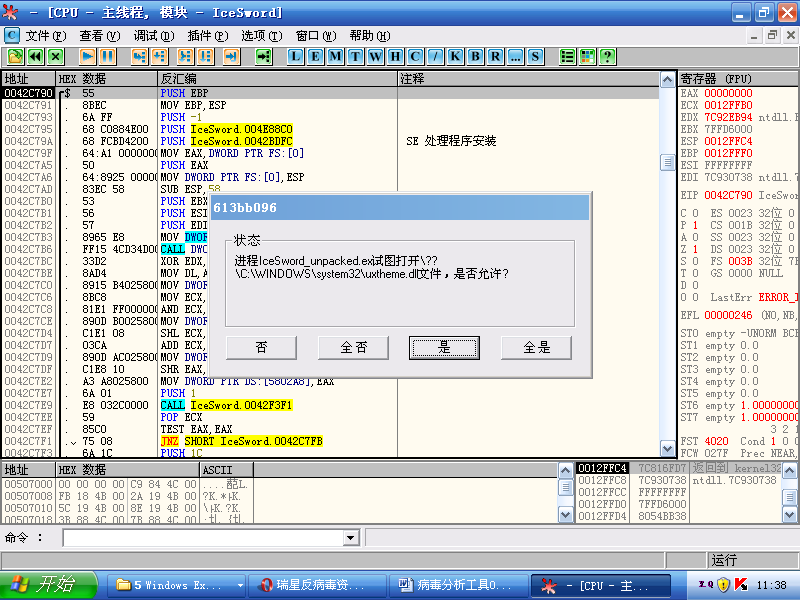 - [CPU - 主线程, 模块 - IceSword]
C 文件(F) 查看(V) 调试(D) 插件(P) 选项(T) 窗口(W) 帮助(H)
L E M T W H C / K B R ... S ?
地址 HEX 数据 反汇编 注释 寄存器 (FPU)
0042C790 $ 55 PUSH EBP
0042C791 . 8BEC MOV EBP,ESP
0042C793 . 6A FF PUSH -1
0042C795 . 68 C0884E00 PUSH IceSword.004E88C0
0042C79A . 68 FCBD4200 PUSH IceSword.0042BDFC SE 处理程序安装
0042C79F . 64:A1 0000000 MOV EAX,DWORD PTR FS:[0]
0042C7A5 . 50 PUSH EAX
0042C7A6 . 64:8925 00000 MOV DWORD PTR FS:[0],ESP
0042C7AD . 83EC 58 SUB ESP,58
0042C7B0 . 53 PUSH EBX
0042C7B3 . 56 PUSH ESI
0042C7B2 . 57 PUSH EDI
0042C7B3 . 8965 E8 MOV DWOR
0042C7B6 . FF15 4CD34D00 CALL DWO
0042C7BC . 33D2 XOR EDX,
0042C7BE . 8AD4 MOV DL,A
0042C7C0 . 8915 B4025800 MOV DWOR
0042C7C6 . 8BC8 MOV ECX,
0042C7C8 . 81E1 FF000000 AND ECX,
0042C7CE . 890D B0025800 MOV DWOR
0042C7D4 . C1E1 08 SHL ECX,
0042C7D7 . 03CA ADD ECX,
0042C7D9 . 890D AC025800 MOV DWOR
0042C7DF . C1E8 10 SHR EAX,
0042C7E2 . A3 A8025800 MOV DWORD PTR DS:[5802A8],EAX
0042C7E7 . 6A 01 PUSH 1
0042C7E9 . E8 032C0000 CALL IceSword.0042F3F1
0042C7EE . 59 POP ECX
0042C7EF . 85C0 TEST EAX,EAX
0042C7F1 . 75 08 JNZ SHORT IceSword.0042C7FB
0042C7F3 . 6A 1C PUSH 1C
EAX 00000000
ECX 0012FFB0
EDX 7C92EB94 ntdll.
EBX 7FFD6000
ESP 0012FFC4
EBP 0012FFF0
ESI FFFFFFFF
EDI 7C930738 ntdll.7
EIP 0042C790 IceSwor
C 0 ES 0023 32位 0
P 1 CS 001B 32位 0
A 0 SS 0023 32位 0
Z 1 DS 0023 32位 0
S 0 FS 003B 32位
T 0 GS 0000 NULL
D 0
O 0 LastErr ERROR_
EFL 00000246 (NO,NB,
ST0 empty -UNORM BCF
ST1 empty 0.0
ST2 empty 0.0
ST3 empty 0.0
ST4 empty 0.0
ST5 empty 0.0
ST6 empty 1.00000000
ST7 empty 1.00000000
3 2 1
FST 4020 Cond 1 0 0
FCW 027F Prec NEAR,
613bb096
状态
进程IceSword_unpacked.ex试图打开\??
\C:\WINDOWS\system32\uxtheme.dll文件，是否允许?
否 全否 是 全是
地址 HEX 数据 ASCII
00507000 00 00 00 00 C9 84 4C 00
00507008 FB 18 4B 00 2A 19 4B 00
00507010 5C 19 4B 00 8E 19 4B 00
00507018 3B 88 4C 00 7B 88 4C 00
0012FFC4 7C816FD7 返回到 kernel32
0012FFC8 7C930738 ntdll.7C930738
0012FFCC FFFFFFFF
0012FFD0 7FFD6000
0012FFD4 8054BB38
命令 :
运行
开始 5 Windows Ex... 瑞星反病毒资... 病毒分析工具O... - [CPU - 主... 11:38